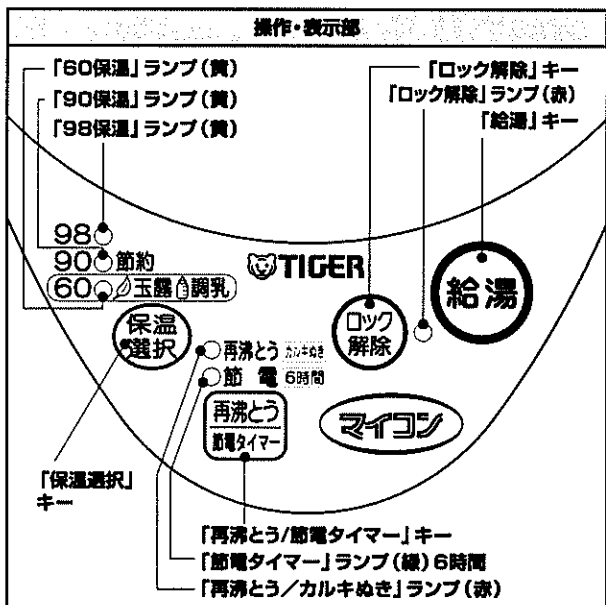 操作・表示部
「60保温」ランプ(黄)
「90保温」ランプ(黄)
「98保温」ランプ(黄)
「ロック解除」キー
「ロック解除」ランプ(赤)
「給湯」キー
98
90 節約
60 玉露 調乳
TIGER
給湯
保温
選択
ロック
解除
再沸とう カルキぬき
節電 6時間
再沸とう
節電タイマー
マイコン
「保温選択」
キー
「再沸とう/節電タイマー」キー
「節電タイマー」ランプ(緑)6時間
「再沸とう/カルキぬき」ランプ(赤)